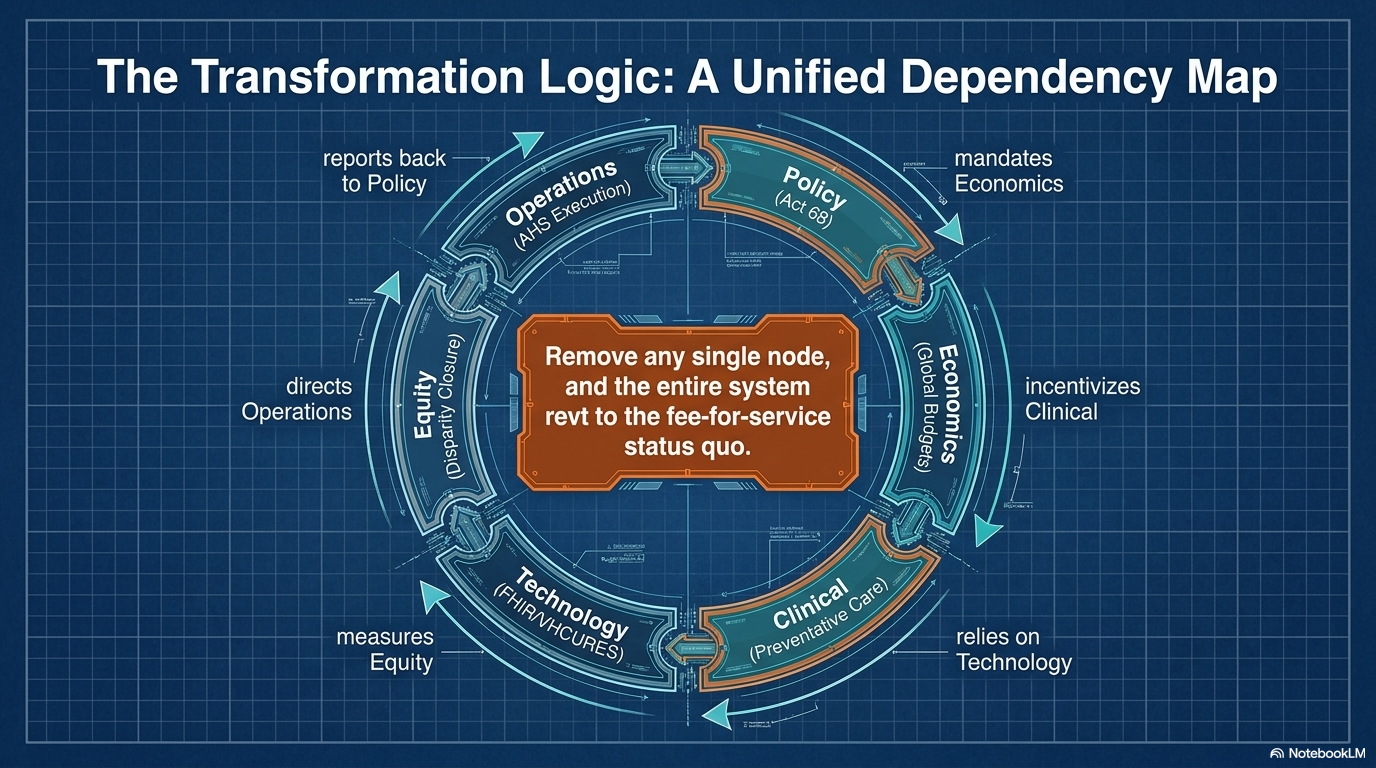 The Transformation Logic: A Unified Dependency Map
reports back
to Policy
Operations
(AHS Execution)
Policy
(Act 68)
mandates
Economics
directs
Operations
Equity
(Disparity Closure)
Remove any single node,
and the entire system
revt to the fee-for-service
status quo.
Economics
(Global Budgets)
incentivizes
Clinical
measures
Equity
Technology
(FHIR/VHCURES)
Clinical
(Preventative Care)
relies on
Technology
NotebookLM